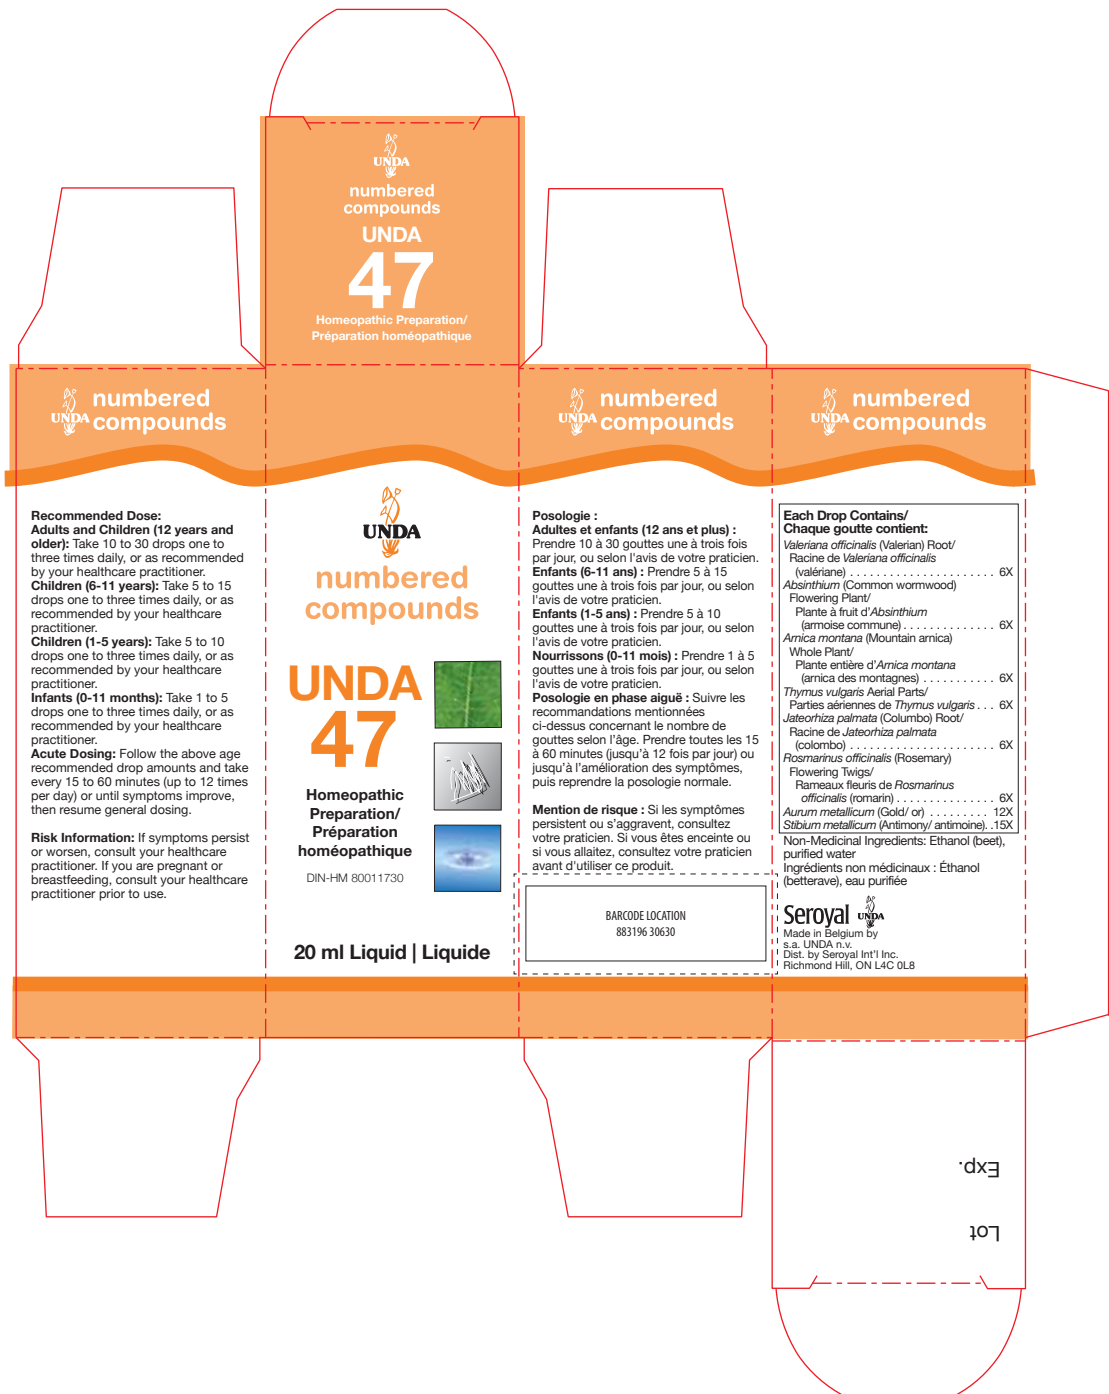 UNDA
numbered
compounds
UNDA
47
Homeopathic Preparation/
Préparation homéopathique
UNDA
numbered
compounds
UNDA
numbered
compounds
UNDA
numbered
compounds
Recommended Dose:
Adults and Children (12 years and
older): Take 10 to 30 drops one to
three times daily, or as recommended
by your healthcare practitioner.
Children (6-11 years): Take 5 to 15
drops one to three times daily, or as
recommended by your healthcare
practitioner.
Children (1-5 years): Take 5 to 10
drops one to three times daily, or as
recommended by your healthcare
practitioner.
Infants (0-11 months): Take 1 to 5
drops one to three times daily, or as
recommended by your healthcare
practitioner.
Acute Dosing: Follow the above age
recommended drop amounts and take
every 15 to 60 minutes (up to 12 times
per day) or until symptoms improve,
then resume general dosing.
Risk Information: If symptoms persist
or worsen, consult your healthcare
practitioner. If you are pregnant or
breastfeeding, consult your healthcare
practitioner prior to use.
UNDA
numbered
compounds
UNDA
47
Homeopathic
Preparation/
Préparation
homéopathique
DIN-HM 80011730
20 ml Liquid | Liquide
Posologie :
Adultes et enfants (12 ans et plus) :
Prendre 10 à 30 gouttes une à trois fois
par jour, ou selon l'avis de votre praticien.
Enfants (6-11 ans) : Prendre 5 à 15
gouttes une à trois fois par jour, ou selon
l'avis de votre praticien.
Enfants (1-5 ans) : Prendre 5 à 10
gouttes une à trois fois par jour, ou selon
l'avis de votre praticien.
Nourrissons (0-11 mois) : Prendre 1 à 5
gouttes une à trois fois par jour, ou selon
l'avis de votre praticien.
Posologie en phase aiguë : Suivre les
recommandations mentionnées
ci-dessus concernant le nombre de
gouttes selon l'âge. Prendre toutes les 15
à 60 minutes (jusqu'à 12 fois par jour) ou
jusqu'à l'amélioration des symptômes,
puis reprendre la posologie normale.
Mention de risque : Si les symptômes
persistent ou s'aggravent, consultez
votre praticien. Si vous êtes enceinte ou
si vous allaitez, consultez votre praticien
avant d'utiliser ce produit.
BARCODE LOCATION
883196 30630
Each Drop Contains/
Chaque goutte contient:
Valeriana officinalis (Valerian) Root/
Racine de Valeriana officinalis
(valériane) . . . . . . . . . . . . . . . . . . . . . . 6X
Absinthium (Common wormwood)
Flowering Plant/
Plante à fruit d'Absinthium
(armoise commune) . . . . . . . . . . . . . . 6X
Arnica montana (Mountain arnica)
Whole Plant/
Plante entière d'Arnica montana
(arnica des montagnes) . . . . . . . . . . . 6X
Thymus vulgaris Aerial Parts/
Parties aériennes de Thymus vulgaris . . . 6X
Jateorhiza palmata (Columbo) Root/
Racine de Jateorhiza palmata
(colombo) . . . . . . . . . . . . . . . . . . . . . . 6X
Rosmarinus officinalis (Rosemary)
Flowering Twigs/
Rameaux fleuris de Rosmarinus
officinalis (romarin) . . . . . . . . . . . . . . . 6X
Aurum metallicum (Gold/ or) . . . . . . . . . 12X
Stibium metallicum (Antimony/ antimoine). .15X
Non-Medicinal Ingredients: Ethanol (beet),
purified water
Ingrédients non médicinaux : Éthanol
(betterave), eau purifiée
Seroyal UNDA
Made in Belgium by
s.a. UNDA n.v.
Dist. by Seroyal Int'l Inc.
Richmond Hill, ON L4C 0L8
Lot
Exp.